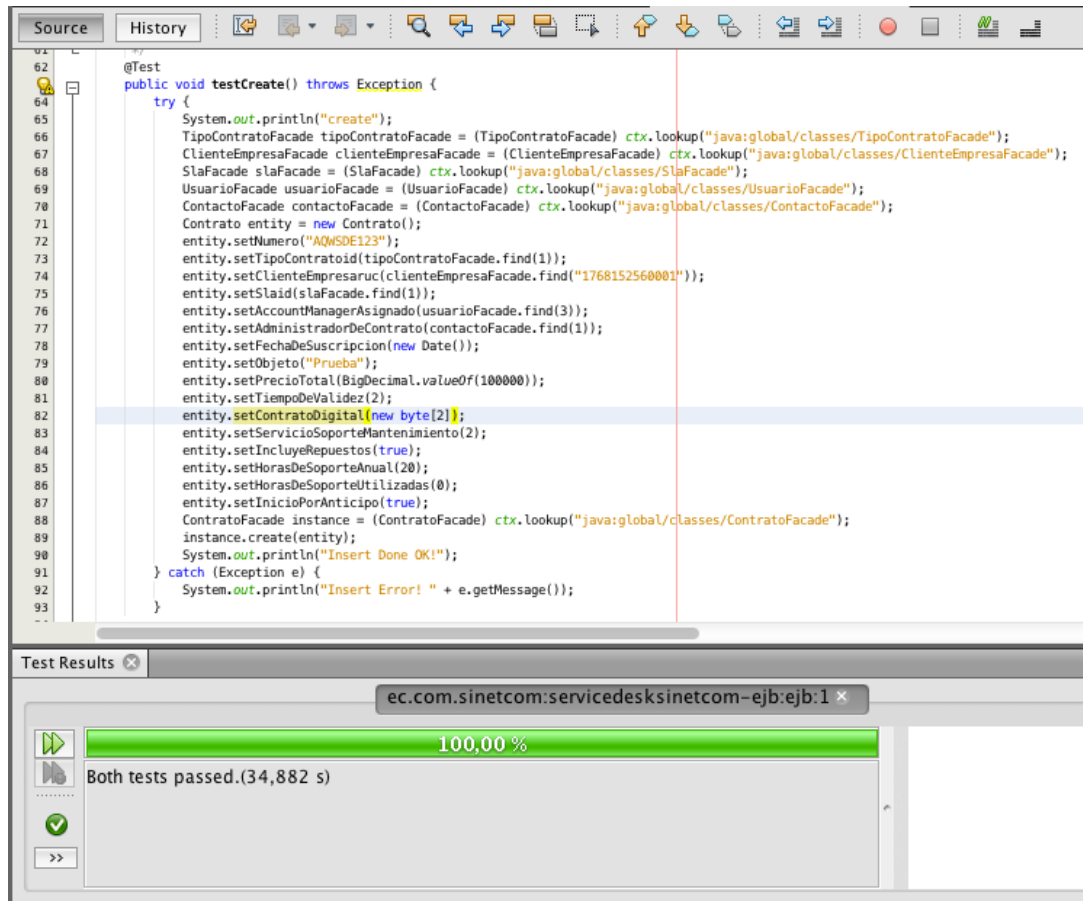 Source History
61 */
62 @Test
public void testCreate() throws Exception {
64 try {
65 System.out.println("create");
66 TipoContratoFacade tipoContratoFacade = (TipoContratoFacade) ctx.lookup("java:global/classes/TipoContratoFacade");
67 ClienteEmpresaFacade clienteEmpresaFacade = (ClienteEmpresaFacade) ctx.lookup("java:global/classes/ClienteEmpresaFacade");
68 SlaFacade slaFacade = (SlaFacade) ctx.lookup("java:global/classes/SlaFacade");
69 UsuarioFacade usuarioFacade = (UsuarioFacade) ctx.lookup("java:global/classes/UsuarioFacade");
70 ContactoFacade contactoFacade = (ContactoFacade) ctx.lookup("java:global/classes/ContactoFacade");
71 Contrato entity = new Contrato();
72 entity.setNumero("AQWSDE123");
73 entity.setTipoContratoid(tipoContratoFacade.find(1));
74 entity.setClienteEmpresaruc(clienteEmpresaFacade.find("1768152560001"));
75 entity.setSlaid(slaFacade.find(1));
76 entity.setAccountManagerAsignado(usuarioFacade.find(3));
77 entity.setAdministradorDeContrato(contactoFacade.find(1));
78 entity.setFechaDeSuscripcion(new Date());
79 entity.setObjeto("Prueba");
80 entity.setPrecioTotal(BigDecimal.valueOf(100000));
81 entity.setTiempoDeValidez(2);
82 entity.setContratoDigital(new byte[2]);
83 entity.setServicioSoporteMantenimiento(2);
84 entity.setIncluyeRepuestos(true);
85 entity.setHorasDeSoporteAnual(20);
86 entity.setHorasDeSoporteUtilizadas(0);
87 entity.setInicioPorAnticipo(true);
88 ContratoFacade instance = (ContratoFacade) ctx.lookup("java:global/classes/ContratoFacade");
89 instance.create(entity);
90 System.out.println("Insert Done OK!");
91 } catch (Exception e) {
92 System.out.println("Insert Error! " + e.getMessage());
93 }
Test Results
ec.com.sinetcom:servicedesksinetcom-ejb:ejb:1
100,00 %
Both tests passed.(34,882 s)
>>